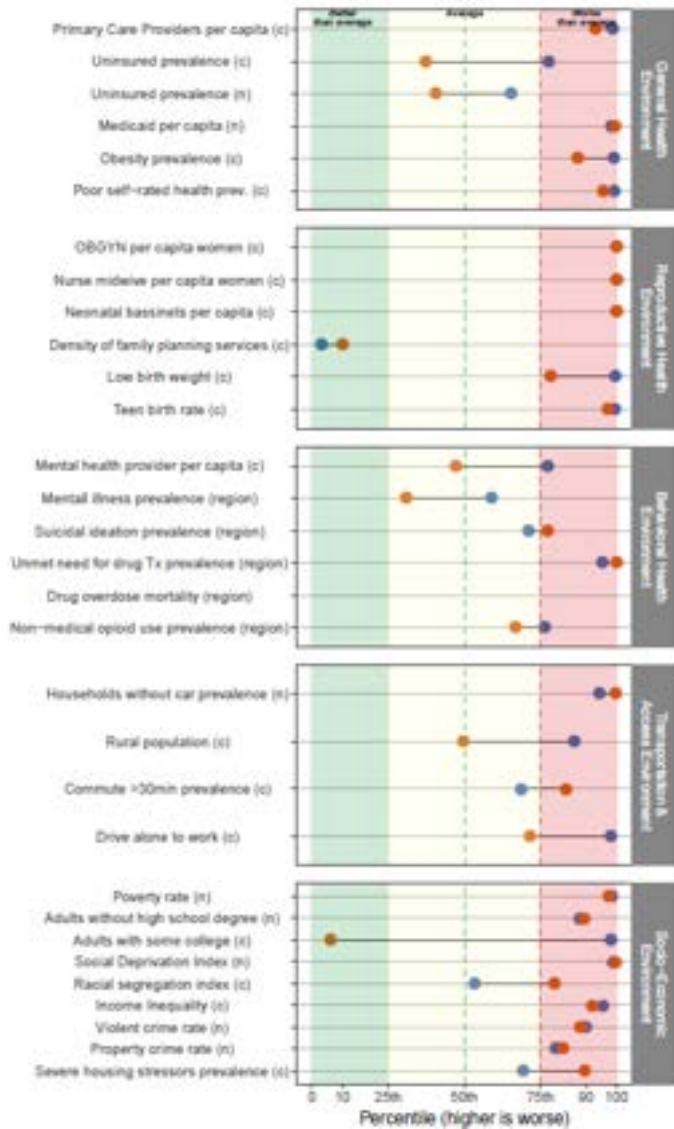 Better
than average
Average
Worse
than average
Primary Care Providers per capita (c)
Uninsured prevalence (c)
Uninsured prevalence (n)
Medicaid per capita (n)
Obesity prevalence (c)
Poor self-rated health prev. (c)
General Health
Environment
OBGYN per capita women (c)
Nurse midwive per capita women (c)
Neonatal bassinets per capita (c)
Density of family planning services (c)
Low birth weight (c)
Teen birth rate (c)
Reproductive Health
Environment
Mental health provider per capita (c)
Mentall illness prevalence (region)
Suicidal ideation prevalence (region)
Unmet need for drug Tx prevalence (region)
Drug overdose mortality (region)
Non-medical opioid use prevalence (region)
Behavioral Health
Environment
Households without car prevalence (n)
Rural population (c)
Commute >30min prevalence (c)
Drive alone to work (c)
Transportation &
Access Environment
Poverty rate (n)
Adults without high school degree (n)
Adults with some college (c)
Social Deprivation Index (n)
Racial segregation index (c)
Income Inequality (c)
Violent crime rate (n)
Property crime rate (n)
Severe housing stressors prevalence (c)
Socio-Economic
Environment
0 10 25th 50th 75th 90 100
Percentile (higher is worse)